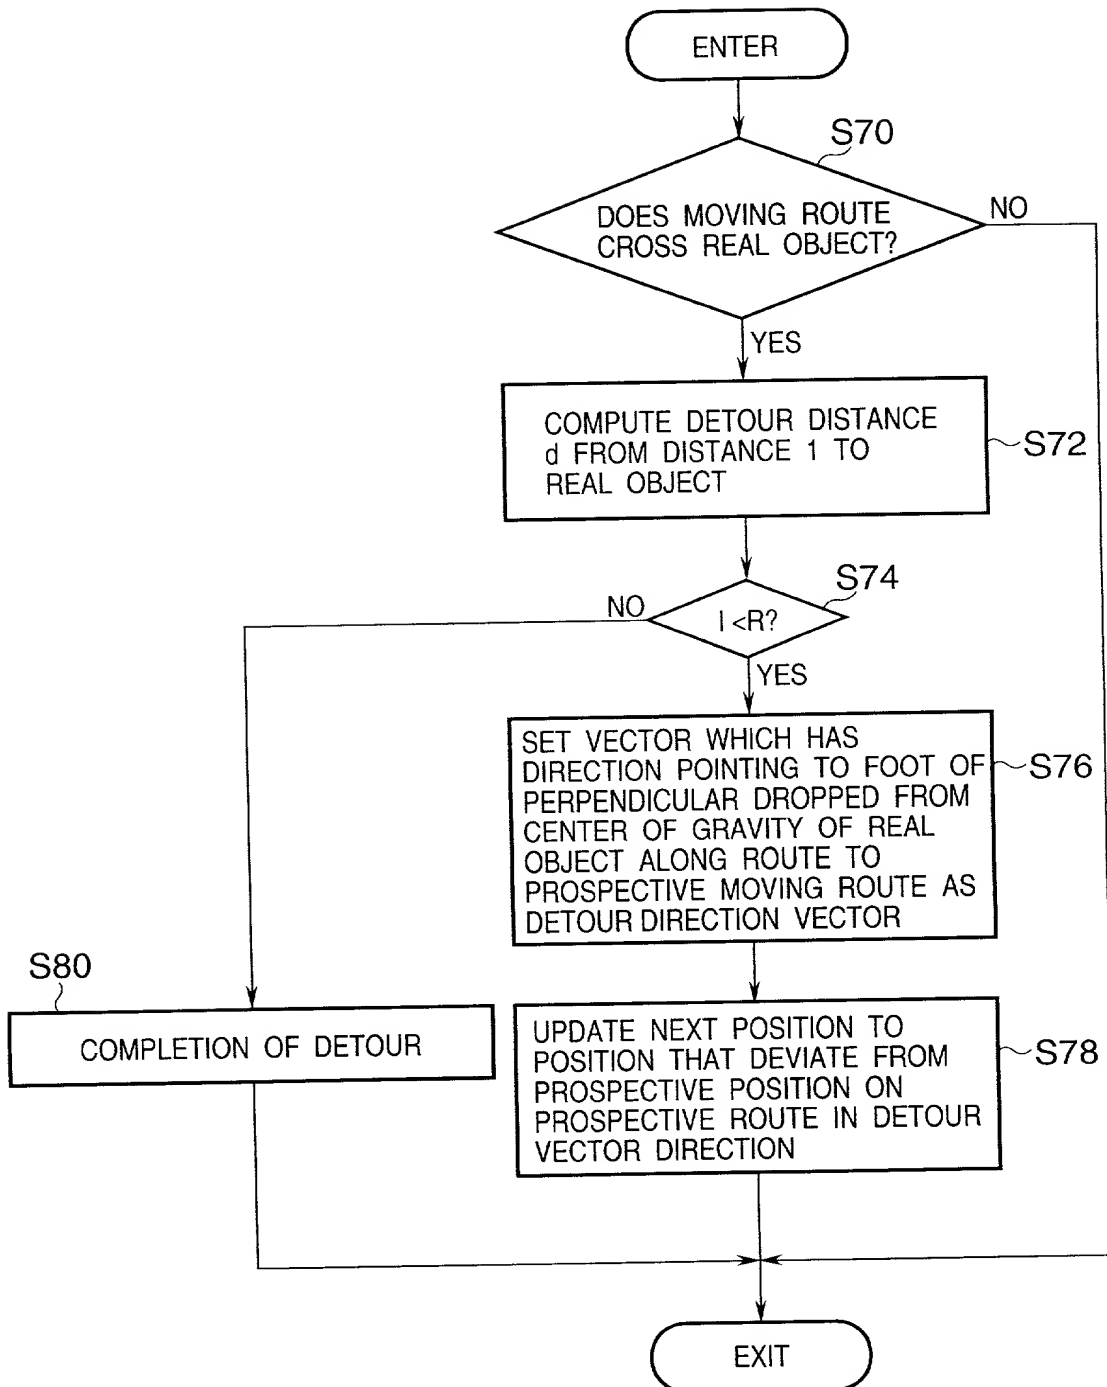 ENTER
S70
DOES MOVING ROUTE
CROSS REAL OBJECT?
NO
YES
COMPUTE DETOUR DISTANCE
d FROM DISTANCE 1 TO
REAL OBJECT
S72
S74
NO
l <R?
YES
SET VECTOR WHICH HAS
DIRECTION POINTING TO FOOT OF
PERPENDICULAR DROPPED FROM
CENTER OF GRAVITY OF REAL
OBJECT ALONG ROUTE TO
PROSPECTIVE MOVING ROUTE AS
DETOUR DIRECTION VECTOR
S76
S80
COMPLETION OF DETOUR
UPDATE NEXT POSITION TO
POSITION THAT DEVIATE FROM
PROSPECTIVE POSITION ON
PROSPECTIVE ROUTE IN DETOUR
VECTOR DIRECTION
S78
EXIT